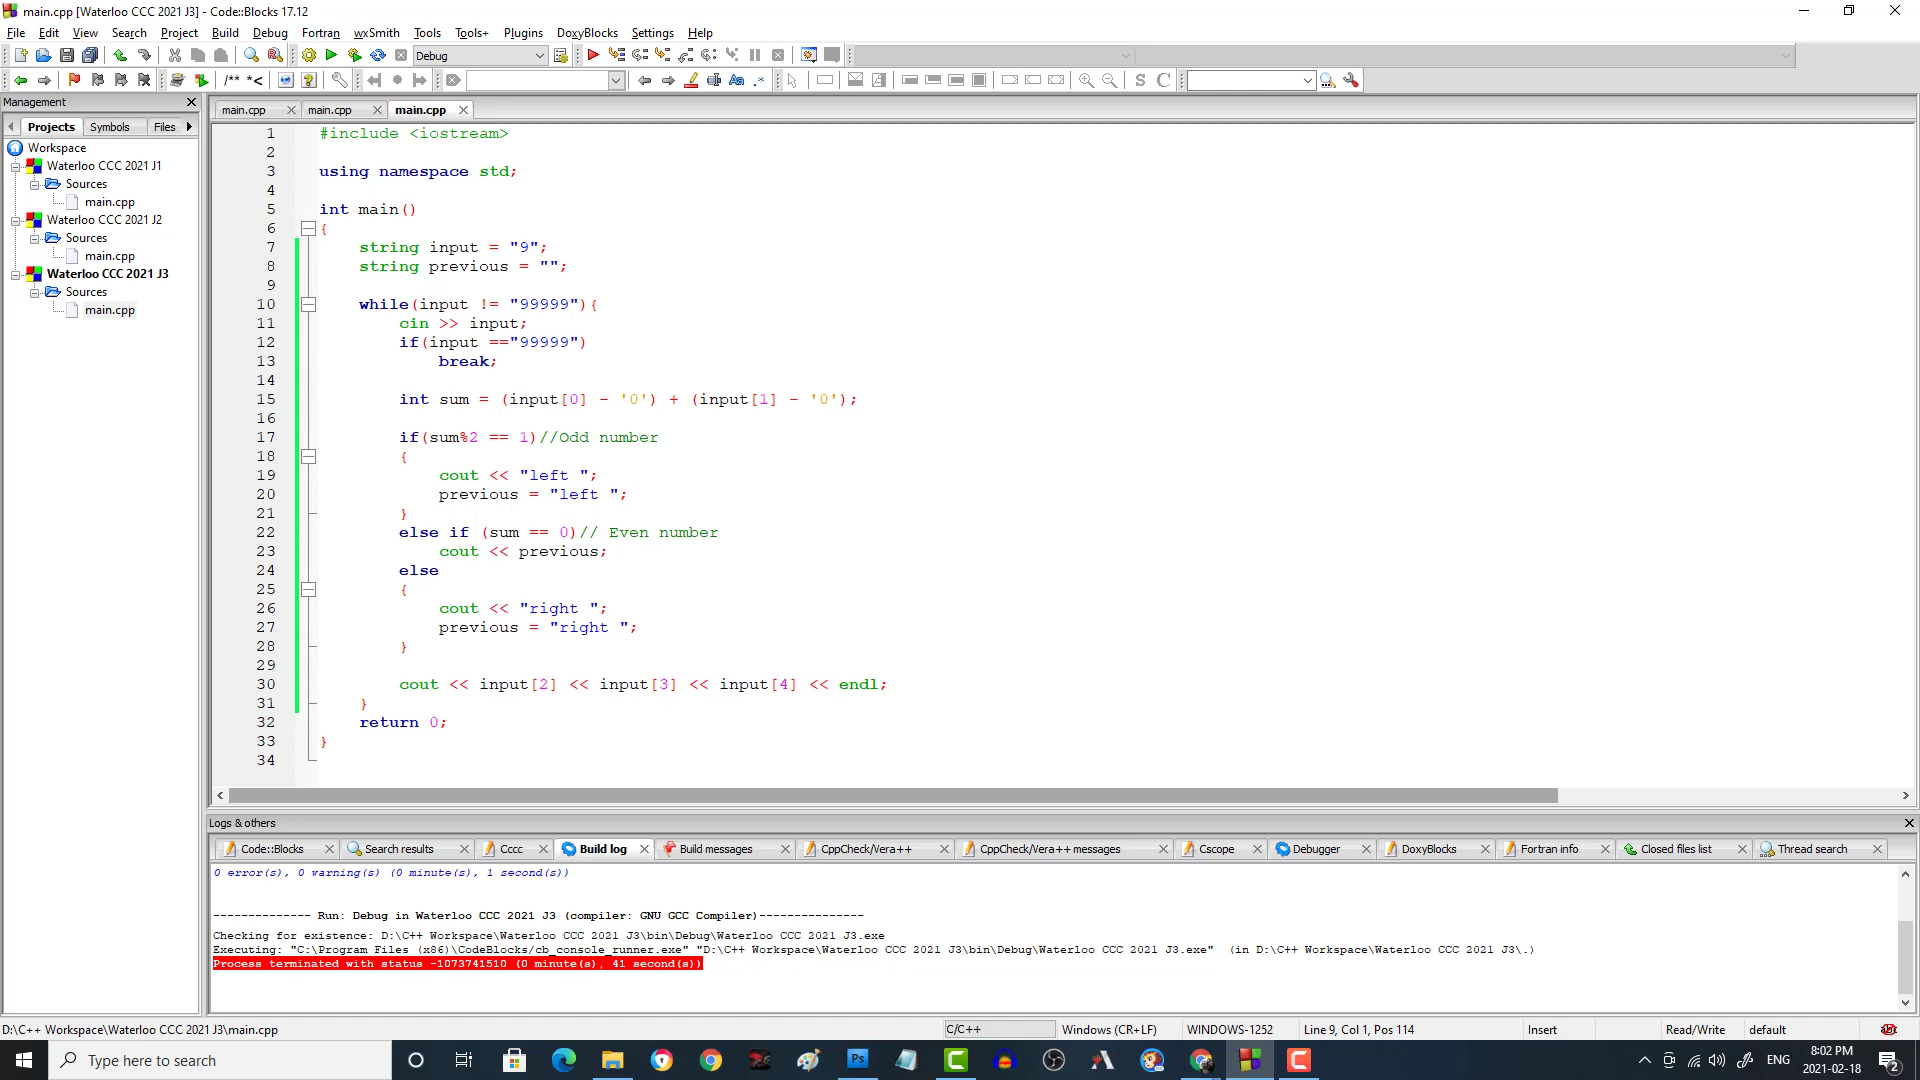 main.cpp [Waterloo CCC 2021 J3] - Code::Blocks 17.12
File Edit View Search Project Build Debug Fortran wxSmith Tools Tools+ Plugins DoxyBlocks Settings Help
Debug
/** *<
Management
main.cpp main.cpp main.cpp
Projects Symbols Files
Workspace
Waterloo CCC 2021 J1
Sources
main.cpp
Waterloo CCC 2021 J2
Sources
main.cpp
Waterloo CCC 2021 J3
Sources
main.cpp
1 #include <iostream>
2
3 using namespace std;
4
5 int main()
6 {
7 string input = "9";
8 string previous = "";
9
10 while(input != "99999"){
11 cin >> input;
12 if(input =="99999")
13 break;
14
15 int sum = (input[0] - '0') + (input[1] - '0');
16
17 if(sum%2 == 1)//Odd number
18 {
19 cout << "left ";
20 previous = "left ";
21 }
22 else if (sum == 0)// Even number
23 cout << previous;
24 else
25 {
26 cout << "right ";
27 previous = "right ";
28 }
29
30 cout << input[2] << input[3] << input[4] << endl;
31 }
32 return 0;
33 }
34
Logs & others
Code::Blocks Search results Cccc Build log Build messages CppCheck/Vera++ CppCheck/Vera++ messages Cscope Debugger DoxyBlocks Fortran info Closed files list Thread search
0 error(s), 0 warning(s) (0 minute(s), 1 second(s))
-------------- Run: Debug in Waterloo CCC 2021 J3 (compiler: GNU GCC Compiler)---------------
Checking for existence: D:\C++ Workspace\Waterloo CCC 2021 J3\bin\Debug\Waterloo CCC 2021 J3.exe
Executing: "C:\Program Files (x86)\CodeBlocks/cb_console_runner.exe" "D:\C++ Workspace\Waterloo CCC 2021 J3\bin\Debug\Waterloo CCC 2021 J3.exe"  (in D:\C++ Workspace\Waterloo CCC 2021 J3\.)
Process terminated with status -1073741510 (0 minute(s), 41 second(s))
D:\C++ Workspace\Waterloo CCC 2021 J3\main.cpp C/C++ Windows (CR+LF) WINDOWS-1252 Line 9, Col 1, Pos 114 Insert Read/Write default
Type here to search
ENG
8:02 PM
2021-02-18
2